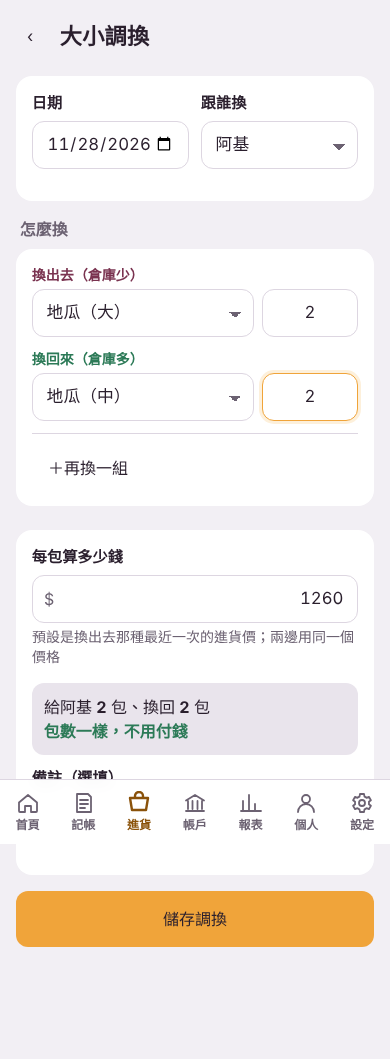 ‹ 大小調換
日期 跟誰換
11/28/2026 阿基
怎麼換
換出去（倉庫少）
地瓜（大） 2
換回來（倉庫多）
地瓜（中） 2
＋再換一組
每包算多少錢
$ 1260
預設是換出去那種最近一次的進貨價；兩邊用同一個
價格
給阿基 2 包、換回 2 包
包數一樣，不用付錢
備註（選填）
首頁 記帳 進貨 帳戶 報表 個人 設定
儲存調換